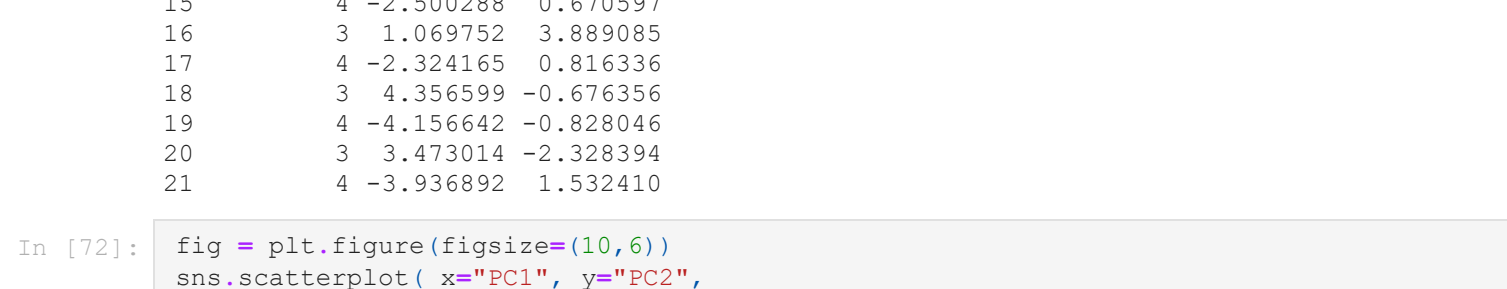 15 4 -2.500288 0.670597
16 3 1.069752 3.889085
17 4 -2.324165 0.816336
18 3 4.356599 -0.676356
19 4 -4.156642 -0.828046
20 3 3.473014 -2.328394
21 4 -3.936892 1.532410
In [72]: fig = plt.figure(figsize=(10,6))
sns.scatterplot( x="PC1", y="PC2",